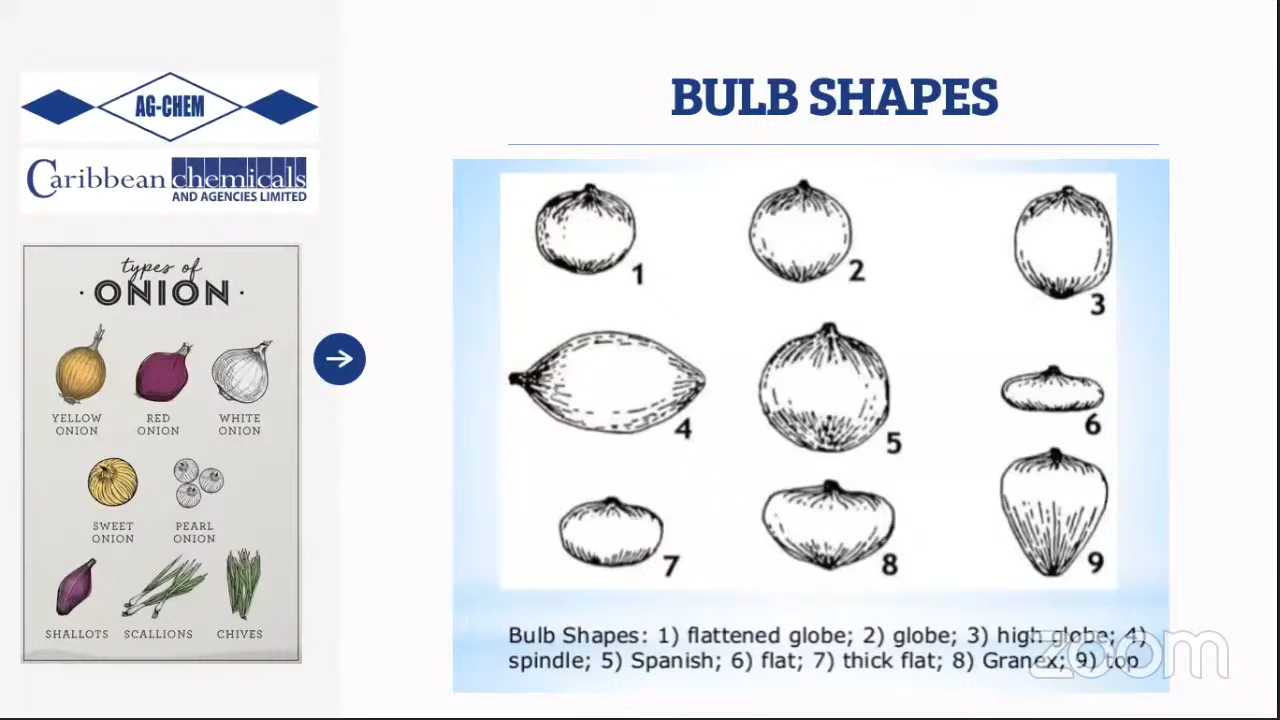 AG-CHEM
Caribbean chemicals
AND AGENCIES LIMITED
types of
· ONION ·
YELLOW ONION
RED ONION
WHITE ONION
SWEET ONION
PEARL ONION
SHALLOTS
SCALLIONS
CHIVES
BULB SHAPES
1
2
3
4
5
6
7
8
9
Bulb Shapes: 1) flattened globe; 2) globe; 3) high globe; 4)
spindle; 5) Spanish; 6) flat; 7) thick flat; 8) Granex; 9) top
zoom